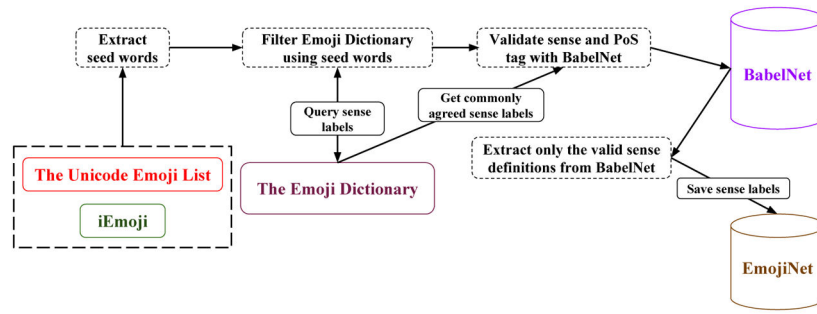 Extract
seed words
Filter Emoji Dictionary
using seed words
Validate sense and PoS
tag with BabelNet
BabelNet
Query sense
labels
Get commonly
agreed sense labels
Extract only the valid sense
definitions from BabelNet
The Unicode Emoji List
iEmoji
The Emoji Dictionary
Save sense labels
EmojiNet